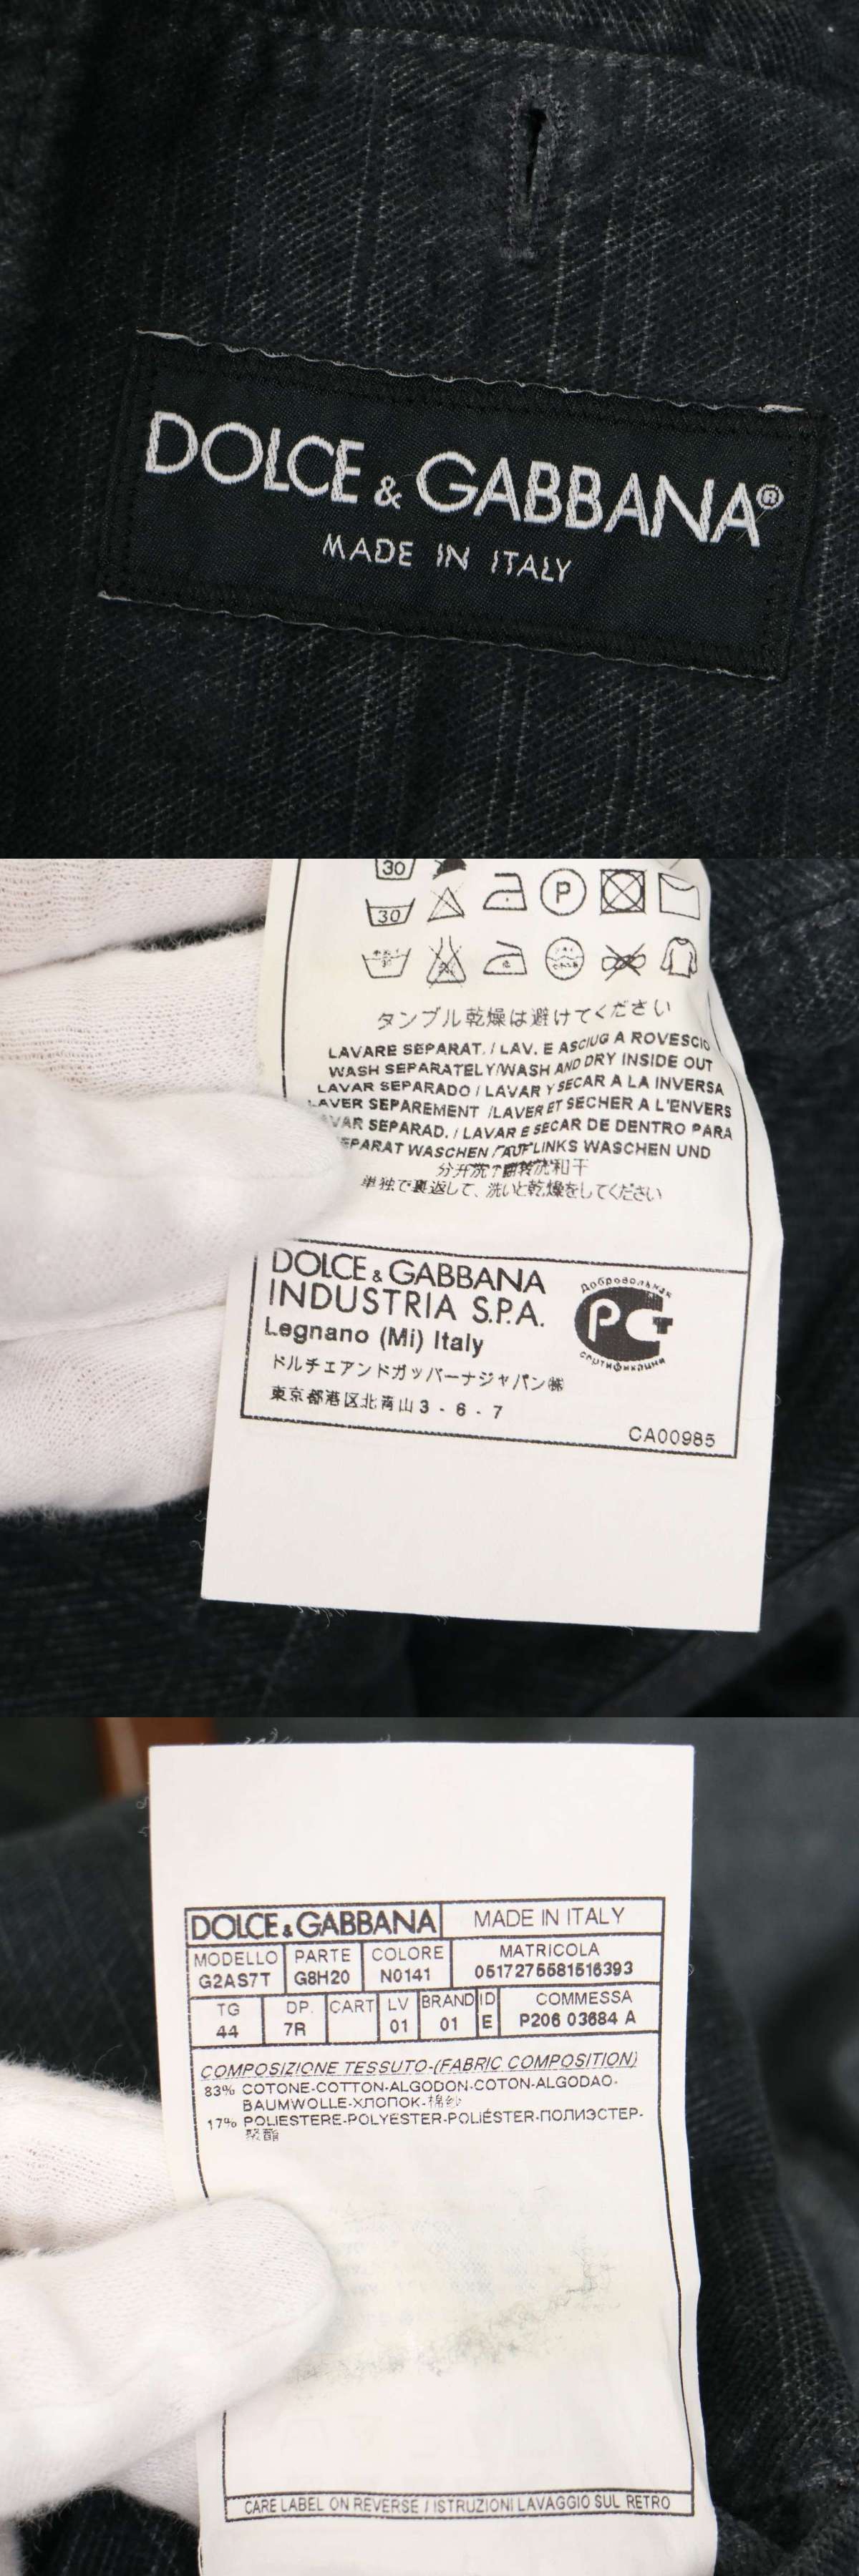 DOLCE & GABBANA®
MADE IN ITALY
30
30
P
タンブル乾燥は避けてください
LAVARE SEPARAT. / LAV. E ASCIUG A ROVESCIO
WASH SEPARATELY/WASH AND DRY INSIDE OUT
LAVAR SEPARADO / LAVAR Y SECAR A LA INVERSA
LAVER SEPAREMENT /LAVER ET SECHER A L'ENVERS
SEPARAD. / LAVAR E SECAR DE DENTRO PARA
WASCHEN /AUF LINKS WASCHEN UND
単独で裏返して、洗いと乾燥をしてください
DOLCE & GABBANA
INDUSTRIA S.P.A.
Legnano (Mi) Italy
ドルチェアンドガッバーナジャパン㈱
東京都港区北青山3-6-7
Добровольная
РСТ
сертификация
CA00985
DOLCE & GABBANA MADE IN ITALY
MODELLO PARTE COLORE MATRICOLA
G2AS7T G8H20 N0141 0517275581516393
TG DP. CART LV BRAND ID COMMESSA
44 7R 01 01 E P206 03684 A
COMPOSIZIONE TESSUTO-(FABRIC COMPOSITION)
83% COTONE-COTTON-ALGODON-COTON-ALGODAO-
BAUMWOLLE-ХЛОПОК-棉纱
17% POLIESTERE-POLYESTER-POLIÉSTER-ПОЛИЭСТЕР-
聚酯
CARE LABEL ON REVERSE / ISTRUZIONI LAVAGGIO SUL RETRO